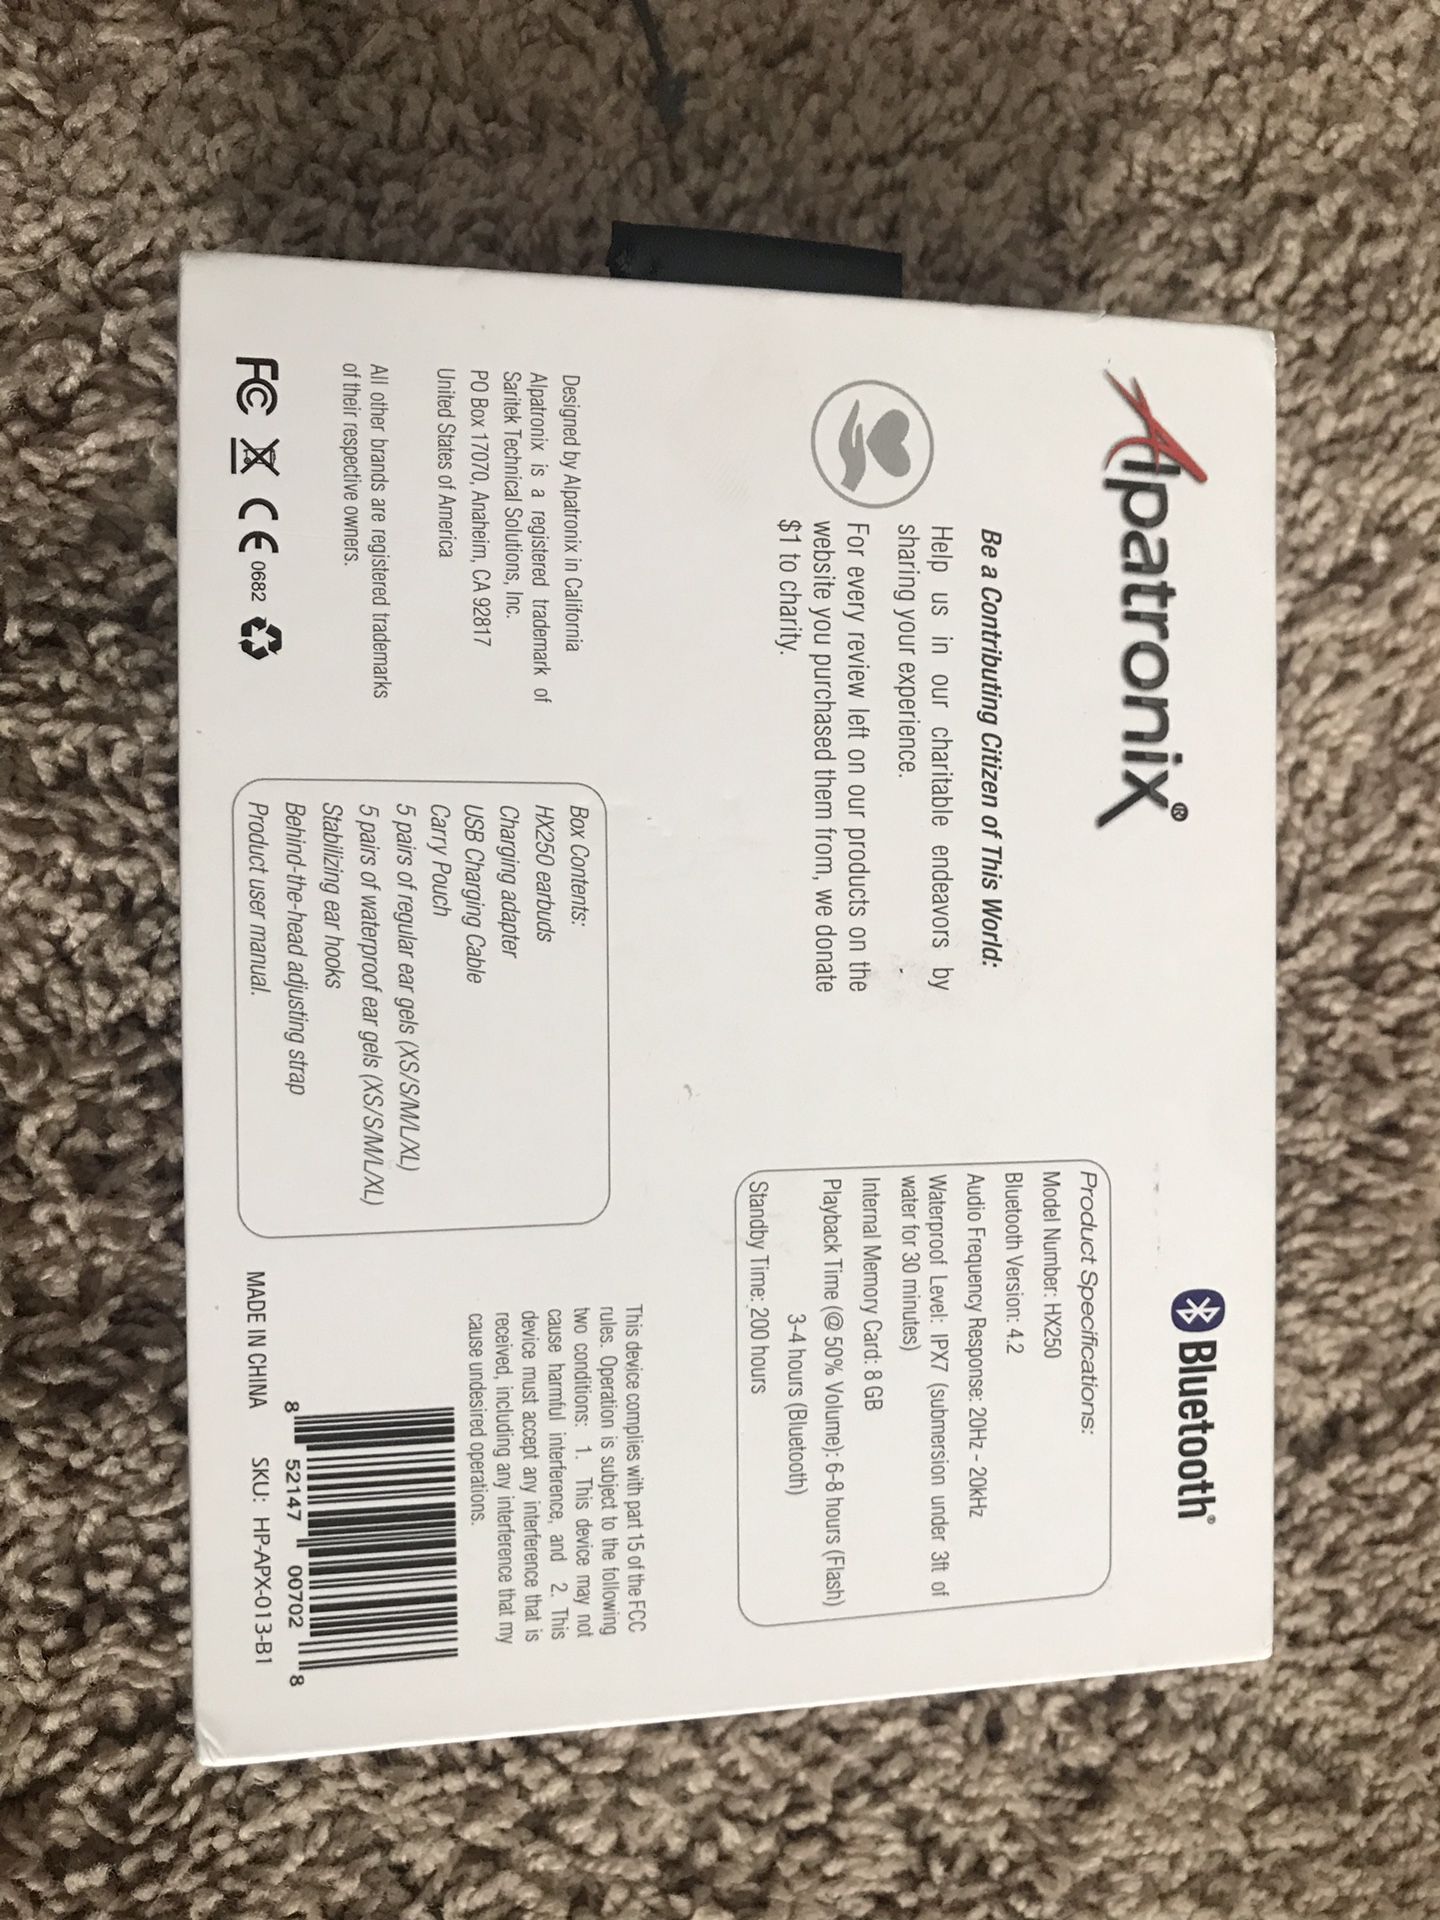 Alpatronix®
Bluetooth®
Be a Contributing Citizen of This World:
Help us in our charitable endeavors by
sharing your experience.
For every review left on our products on the
website you purchased them from, we donate
$1 to charity.
Product Specifications:
Model Number: HX250
Bluetooth Version: 4.2
Audio Frequency Response: 20Hz - 20kHz
Waterproof Level: IPX7 (submersion under 3ft of
water for 30 minutes)
Internal Memory Card: 8 GB
Playback Time (@ 50% Volume): 6-8 hours (Flash)
3-4 hours (Bluetooth)
Standby Time: 200 hours
Designed by Alpatronix in California
Alpatronix is a registered trademark of
Saritek Technical Solutions, Inc.
PO Box 17070, Anaheim, CA 92817
United States of America
All other brands are registered trademarks
of their respective owners.
FC CE 0682
Box Contents:
HX250 earbuds
Charging adapter
USB Charging Cable
Carry Pouch
5 pairs of regular ear gels (XS/S/M/L/XL)
5 pairs of waterproof ear gels (XS/S/M/L/XL)
Stabilizing ear hooks
Behind-the-head adjusting strap
Product user manual.
This device complies with part 15 of the FCC
rules. Operation is subject to the following
two conditions: 1. This device may not
cause harmful interference, and 2. This
device must accept any interference that is
received, including any interference that my
cause undesired operations.
8 52147 00702 8
MADE IN CHINA SKU: HP-APX-013-B1